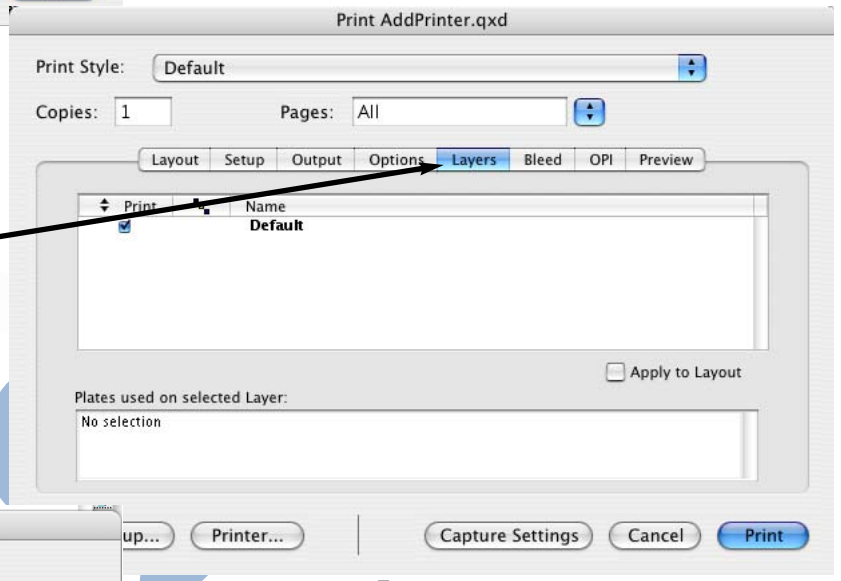 Print AddPrinter.qxd
Print Style: Default
Copies: 1 Pages: All
Layout Setup Output Options Layers Bleed OPI Preview
Print Name
Default
Apply to Layout
Plates used on selected Layer:
No selection
up... Printer... Capture Settings Cancel Print